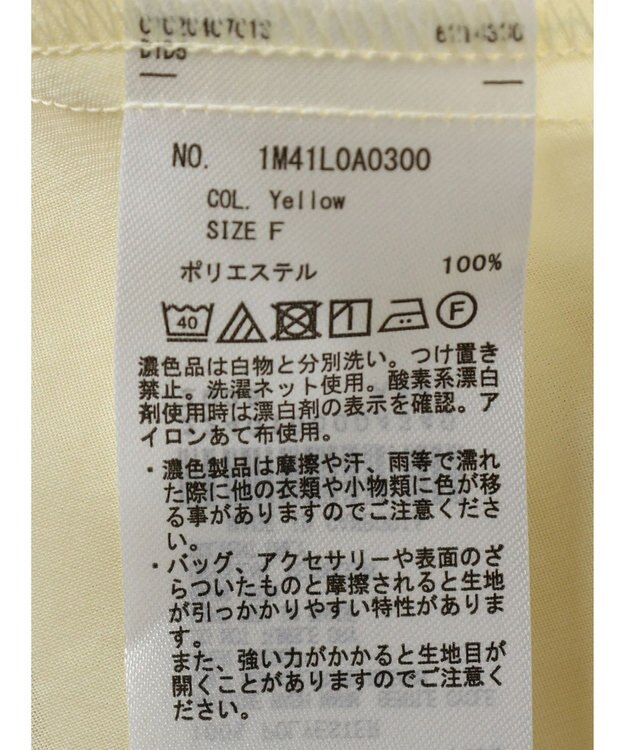 NO. 1M41L0A0300
COL. Yellow
SIZE F
ポリエステル 100%
40 F
濃色品は白物と分別洗い。つけ置き
禁止。洗濯ネット使用。酸素系漂白
剤使用時は漂白剤の表示を確認。ア
イロンあて布使用。
・濃色製品は摩擦や汗、雨等で濡れ
た際に他の衣類や小物類に色が移
る事がありますのでご注意くださ
い。
・バッグ、アクセサリーや表面のざ
らついたものと摩擦されると生地
が引っかかりやすい特性がありま
す。
また、強い力がかかると生地目が
開くことがありますのでご注意く
ださい。
100% POLYESTER